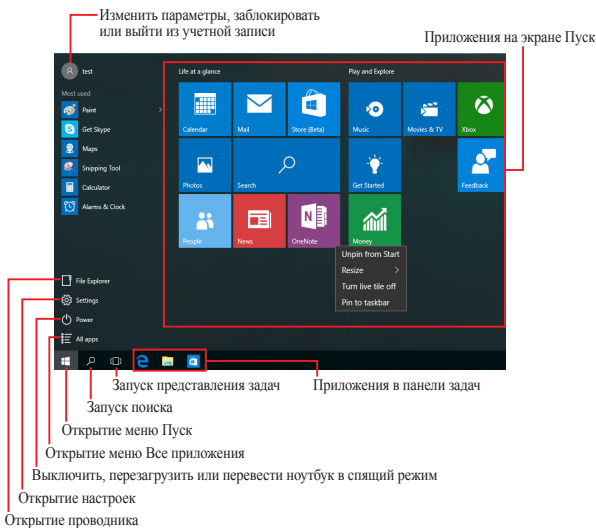 Изменить параметры, заблокировать
или выйти из учетной записи
Приложения на экране Пуск
test
Life at a glance
Play and Explore
Most used
Paint
Get Skype
Maps
Snipping Tool
Calculator
Alarms & Clock
Calendar
Mail
Store (Beta)
Music
Movies & TV
Xbox
Photos
Search
Get Started
Feedback
People
News
OneNote
Money
Unpin from Start
Resize
Turn live tile off
Pin to taskbar
File Explorer
Settings
Power
All apps
Запуск представления задач
Приложения в панели задач
Запуск поиска
Открытие меню Пуск
Открытие меню Все приложения
Выключить, перезагрузить или перевести ноутбук в спящий режим
Открытие настроек
Открытие проводника